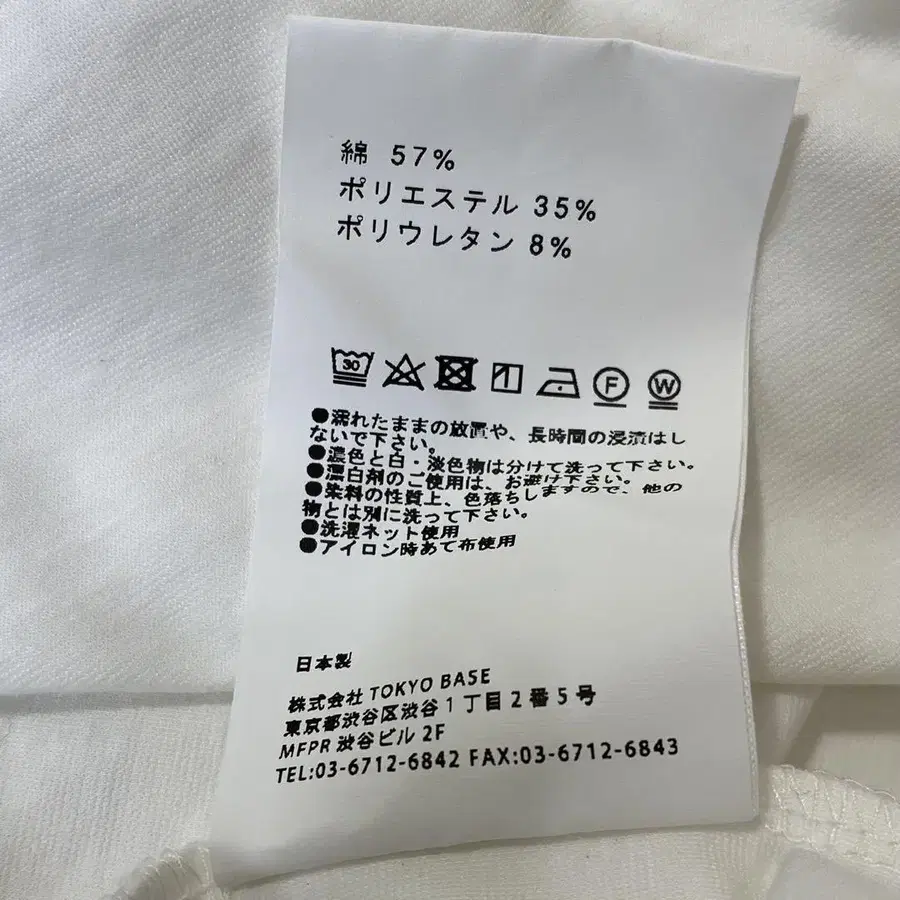 綿 57%
ポリエステル 35%
ポリウレタン 8%
30 F W
●濡れたままの放置や、長時間の浸漬はし
ないで下さい。
●濃色と白・淡色物は分けて洗って下さい。
●漂白剤のご使用は、お避け下さい。
●染料の性質上、色落ちしますので、他の
物とは別に洗って下さい。
●洗濯ネット使用
●アイロン時あて布使用
日本製
株式会社 TOKYO BASE
東京都渋谷区渋谷1丁目2番5号
MFPR 渋谷ビル 2F
TEL:03-6712-6842 FAX:03-6712-6843